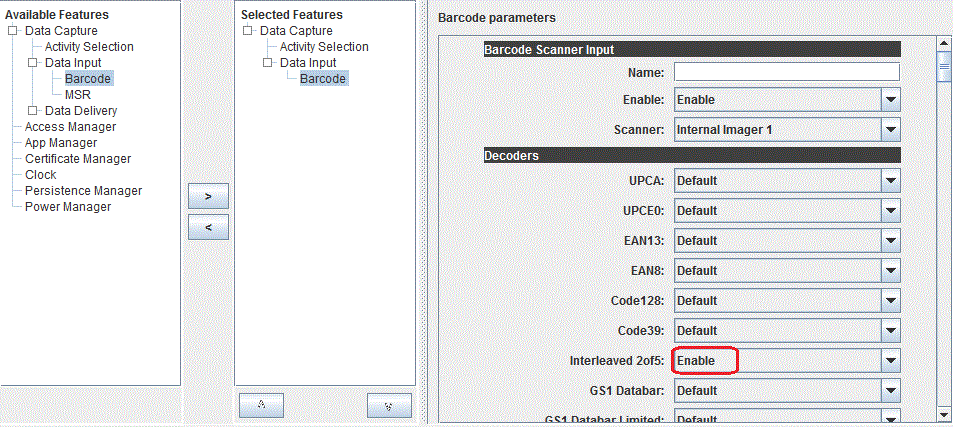 Available Features
Data Capture
Activity Selection
Data Input
Barcode
MSR
Data Delivery
Access Manager
App Manager
Certificate Manager
Clock
Persistence Manager
Power Manager
>
<
Selected Features
Data Capture
Activity Selection
Data Input
Barcode
Barcode parameters
Barcode Scanner Input
Name:
Enable: Enable
Scanner: Internal Imager 1
Decoders
UPCA: Default
UPCE0: Default
EAN13: Default
EAN8: Default
Code128: Default
Code39: Default
Interleaved 2of5: Enable
GS1 Databar: Default
GS1 Databar Limited: Default